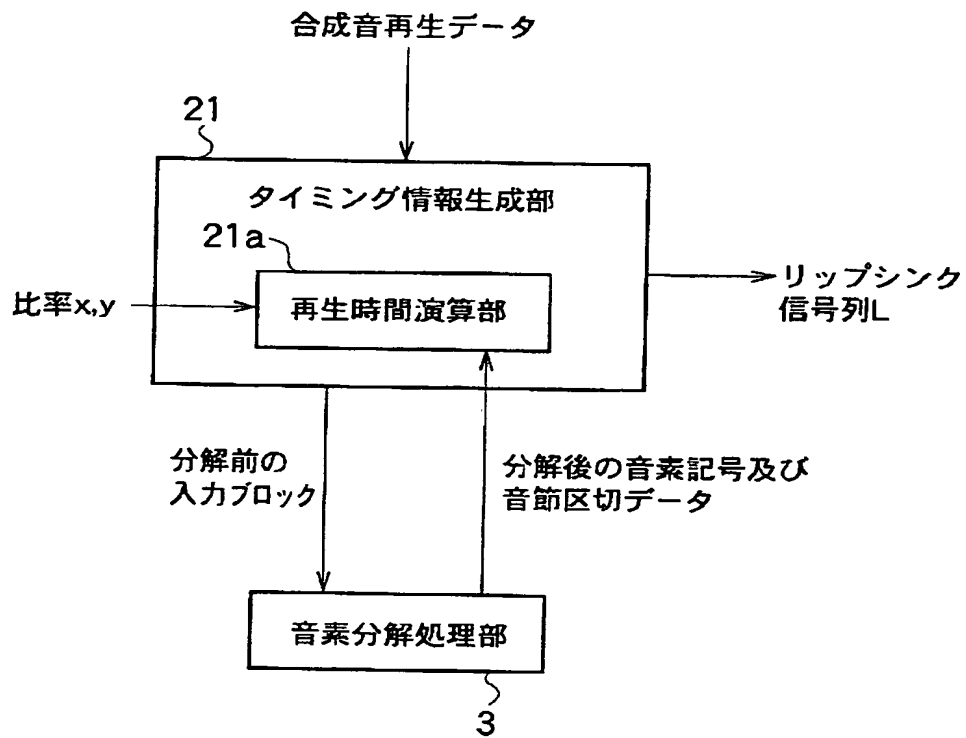 合成音再生データ
21
タイミング情報生成部
21a
比率x,y
再生時間演算部
リップシンク
信号列L
分解前の
入力ブロック
分解後の音素記号及び
音節区切データ
音素分解処理部
3